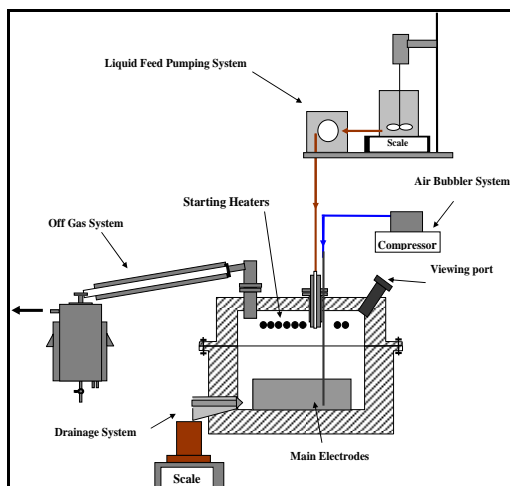 Liquid Feed Pumping System
Scale
Air Bubbler System
Starting Heaters
Off Gas System
Compressor
Viewing port
Drainage System
Main Electrodes
Scale